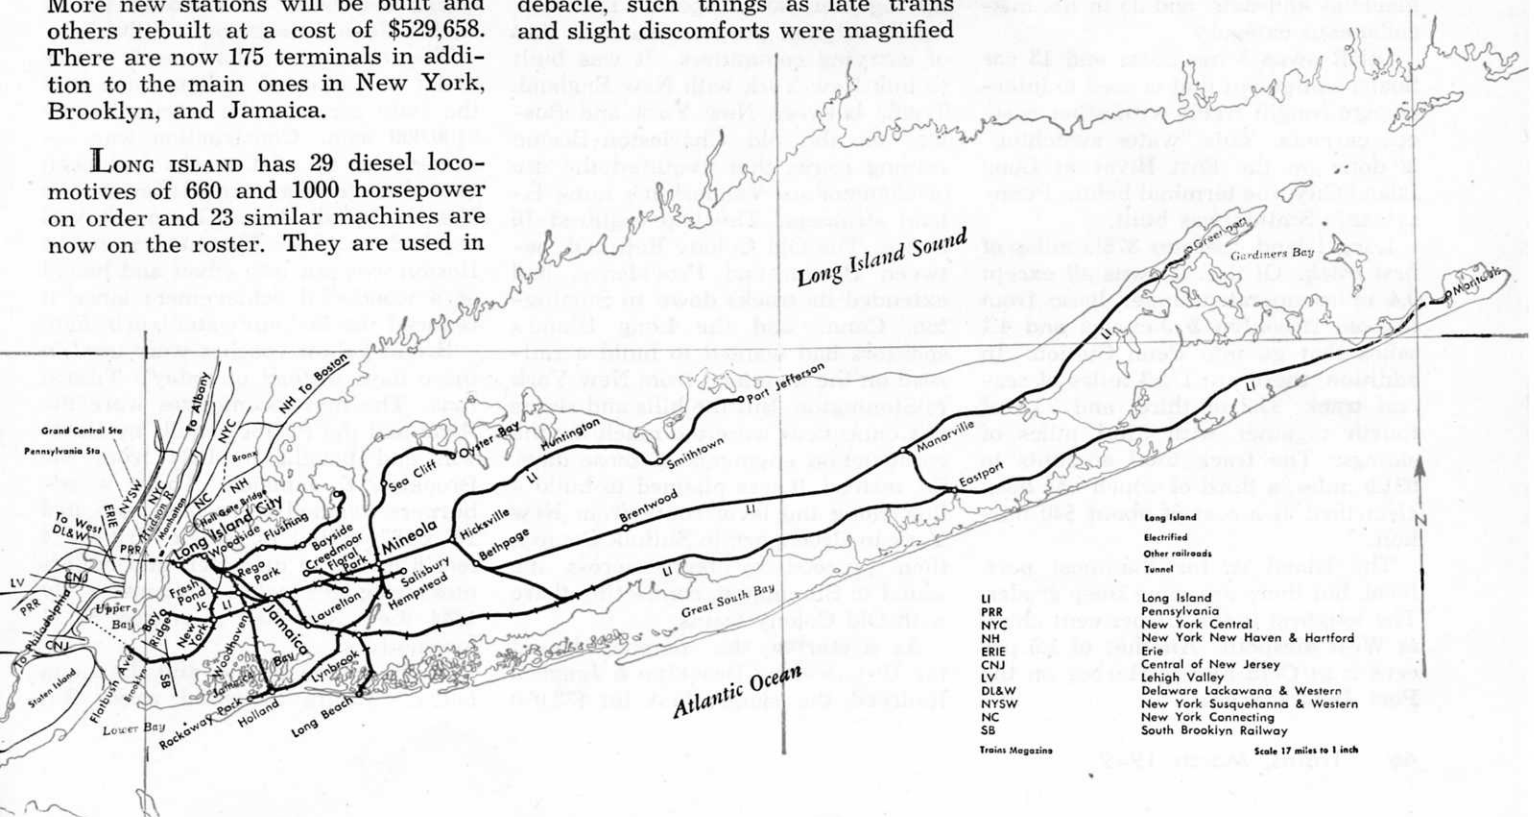 More new stations will be built and
others rebuilt at a cost of $529,658.
There are now 175 terminals in addi-
tion to the main ones in New York,
Brooklyn, and Jamaica.
LONG ISLAND has 29 diesel loco-
motives of 660 and 1000 horsepower
on order and 23 similar machines are
now on the roster. They are used in
debacle, such things as late trains
and slight discomforts were magnified
Long Island Sound
Greenport
Gardiners Bay
Montauk
LI
LI
NH To Boston
To Albany
NYC
Grand Central Sta
Pennsylvania Sta
Bronx
NH
NC
Hell Gate Bridge
NYSW
NYC
ERIE
Hudson R
Manhattan
To West
DL&W
PRR
Long Island City
Woodside
Flushing
Bayside
Creedmoor
Floral
Park
Rego
Park
Fresh
Pond
Jc
LI
New
York
Bay
Ridge
Woodhaven
Jamaica
Laurelton
Mineola
Salisbury
Hempstead
Sea Cliff
Oyster Bay
LI
Huntington
Smithtown
Port Jefferson
Hicksville
Bethpage
Brentwood
LI
Manorville
Eastport
LI
Great South Bay
Atlantic Ocean
LV
PRR
CNJ
To Philadelphia
CNJ
Upper
Bay
Staten Island
Flatbush Ave
SB
Lower Bay
Jamaica
Bay
Rockaway Park
Holland
Lynbrook
Long Beach
N
Long Island
Electrified
Other railroads
Tunnel
LI Long Island
PRR Pennsylvania
NYC New York Central
NH New York New Haven & Hartford
ERIE Erie
CNJ Central of New Jersey
LV Lehigh Valley
DL&W Delaware Lackawanna & Western
NYSW New York Susquehanna & Western
NC New York Connecting
SB South Brooklyn Railway
Trains Magazine Scale 17 miles to 1 inch